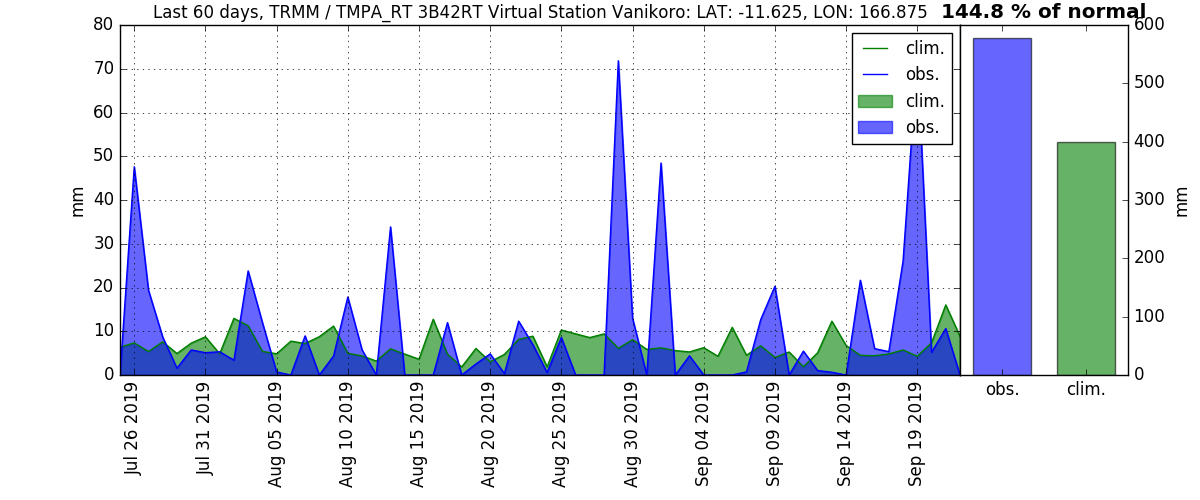 Last 60 days, TRMM / TMPA_RT 3B42RT Virtual Station Vanikoro: LAT: -11.625, LON: 166.875 144.8 % of normal
80
70
60
50
40
30
20
10
0
mm
clim.
obs.
clim.
obs.
600
500
400
300
200
100
0
mm
Jul 26 2019
Jul 31 2019
Aug 05 2019
Aug 10 2019
Aug 15 2019
Aug 20 2019
Aug 25 2019
Aug 30 2019
Sep 04 2019
Sep 09 2019
Sep 14 2019
Sep 19 2019
obs.
clim.